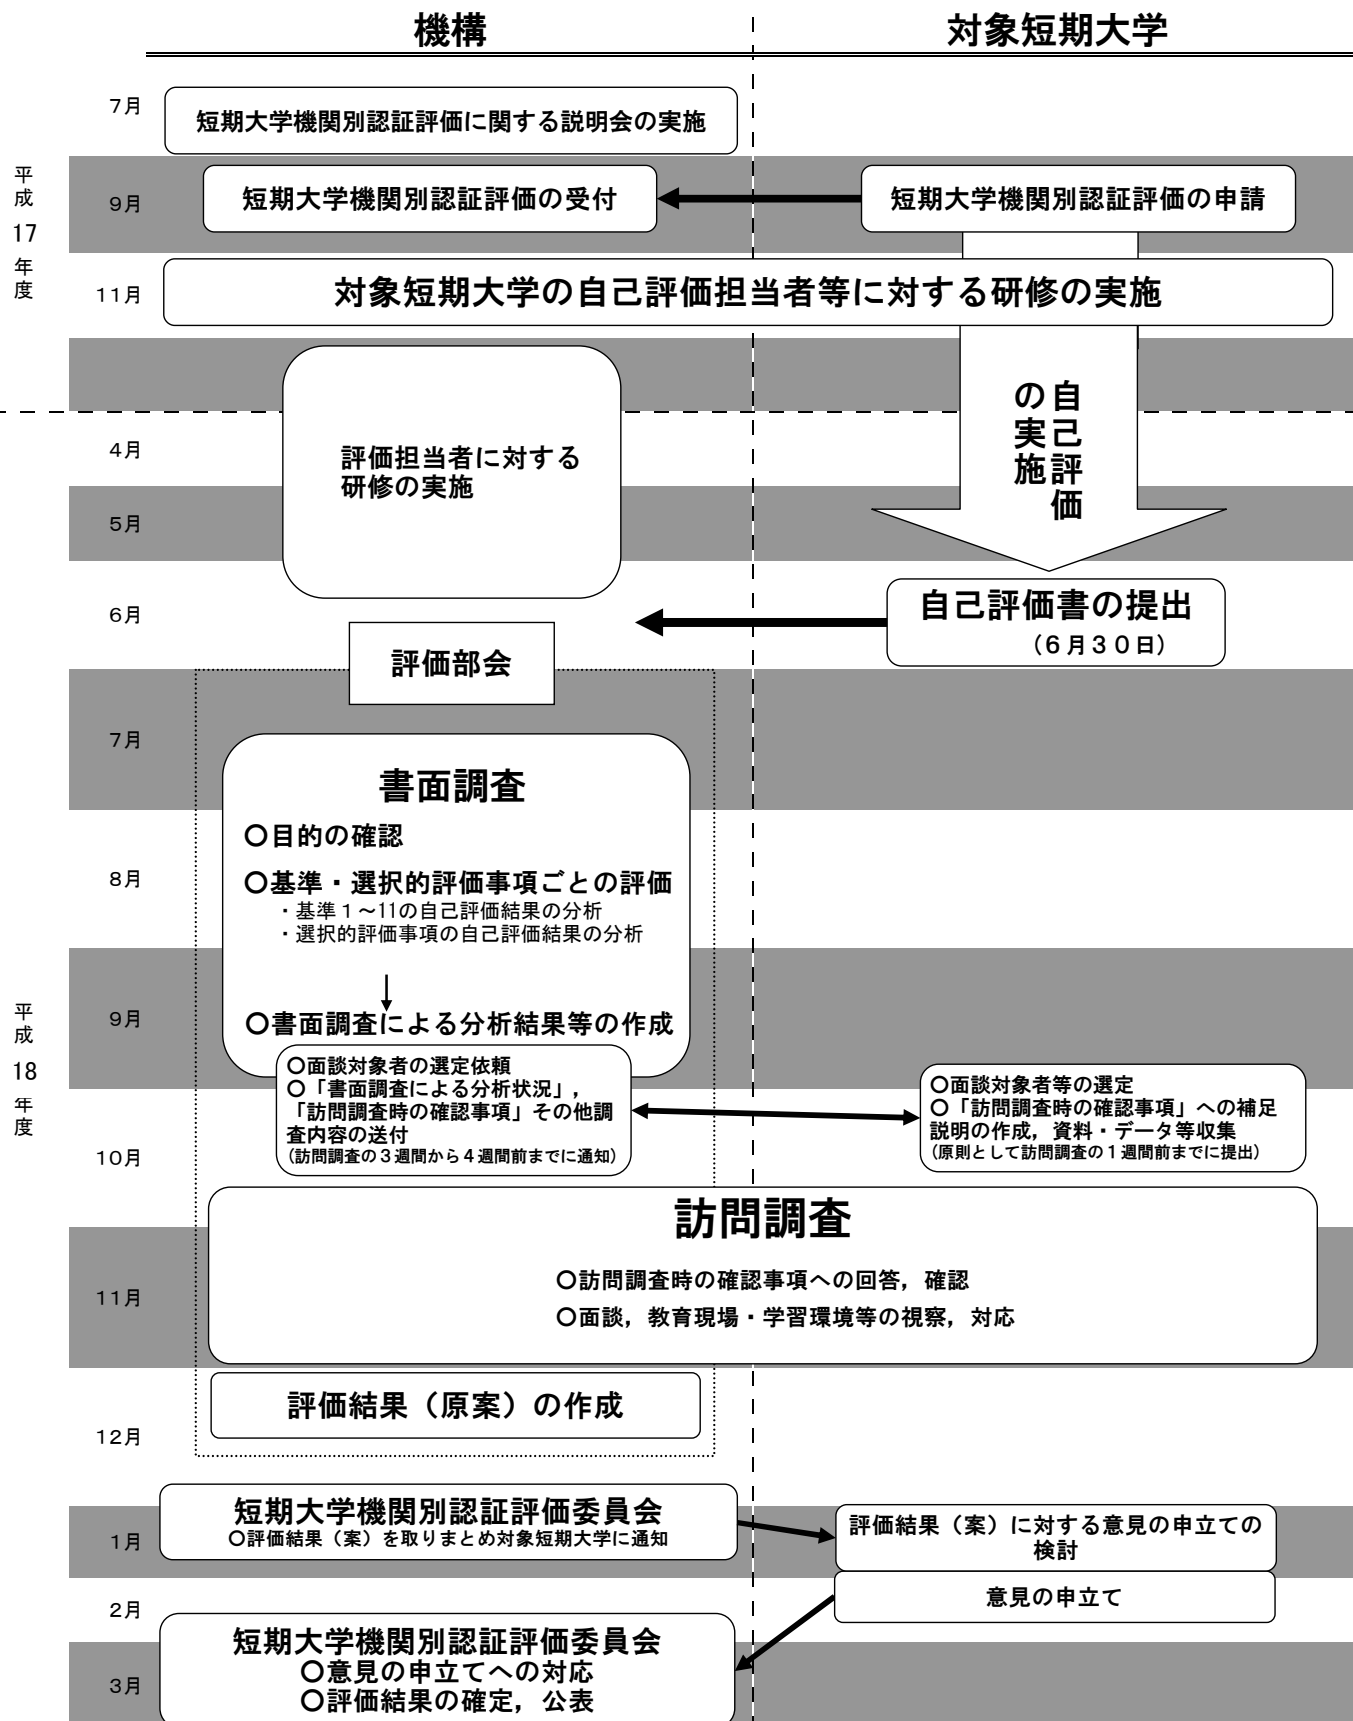 機構
対象短期大学
平成
17
年度
7月
短期大学機関別認証評価に関する説明会の実施
9月
短期大学機関別認証評価の受付
短期大学機関別認証評価の申請
11月
対象短期大学の自己評価担当者等に対する研修の実施
自己評価
の実施
平成
18
年度
4月
評価担当者に対する
研修の実施
5月
6月
自己評価書の提出
(6月30日)
評価部会
7月
書面調査
○目的の確認
8月
○基準・選択的評価事項ごとの評価
・基準1～11の自己評価結果の分析
・選択的評価事項の自己評価結果の分析
9月
○書面調査による分析結果等の作成
○面談対象者の選定依頼
○「書面調査による分析状況」,
「訪問調査時の確認事項」その他調
査内容の送付
(訪問調査の3週間から4週間前までに通知)
○面談対象者等の選定
○「訪問調査時の確認事項」への補足
説明の作成,資料・データ等収集
(原則として訪問調査の1週間前までに提出)
10月
訪問調査
○訪問調査時の確認事項への回答,確認
11月
○面談,教育現場・学習環境等の視察,対応
評価結果(原案)の作成
12月
短期大学機関別認証評価委員会
○評価結果(案)を取りまとめ対象短期大学に通知
1月
評価結果(案)に対する意見の申立ての
検討
意見の申立て
2月
短期大学機関別認証評価委員会
○意見の申立てへの対応
3月
○評価結果の確定,公表